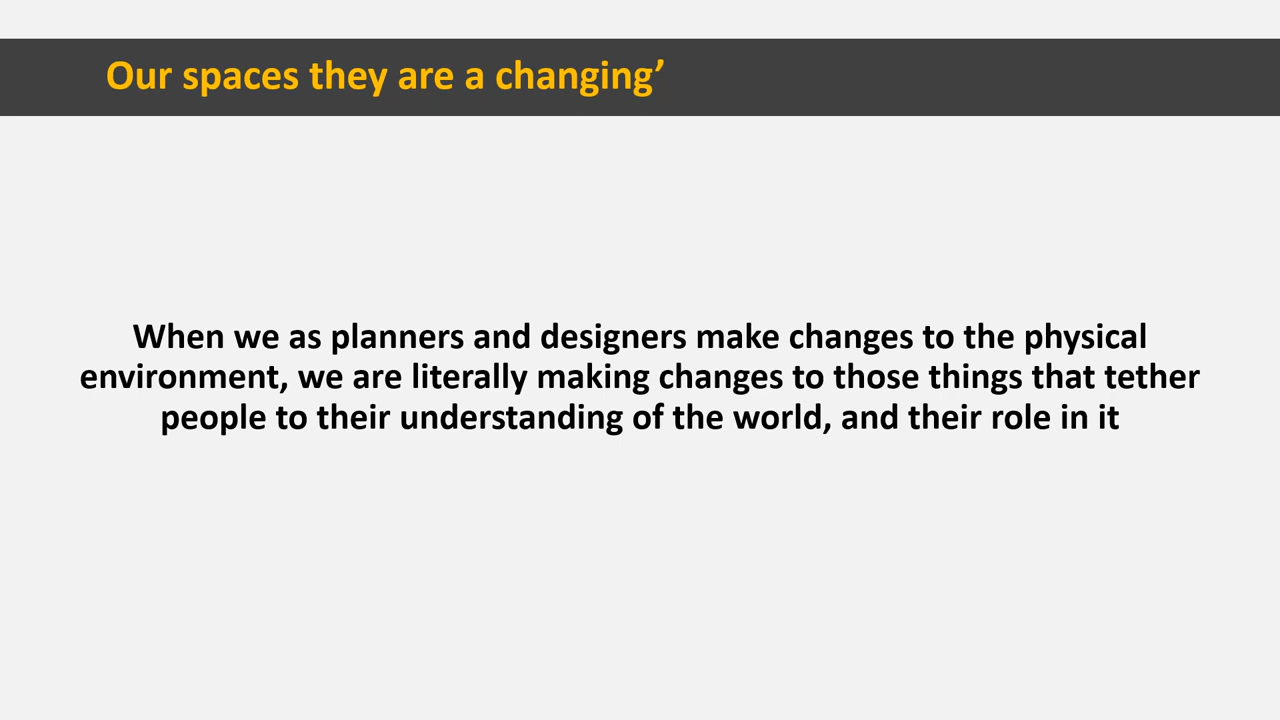 Our spaces they are a changing’
When we as planners and designers make changes to the physical
environment, we are literally making changes to those things that tether
people to their understanding of the world, and their role in it